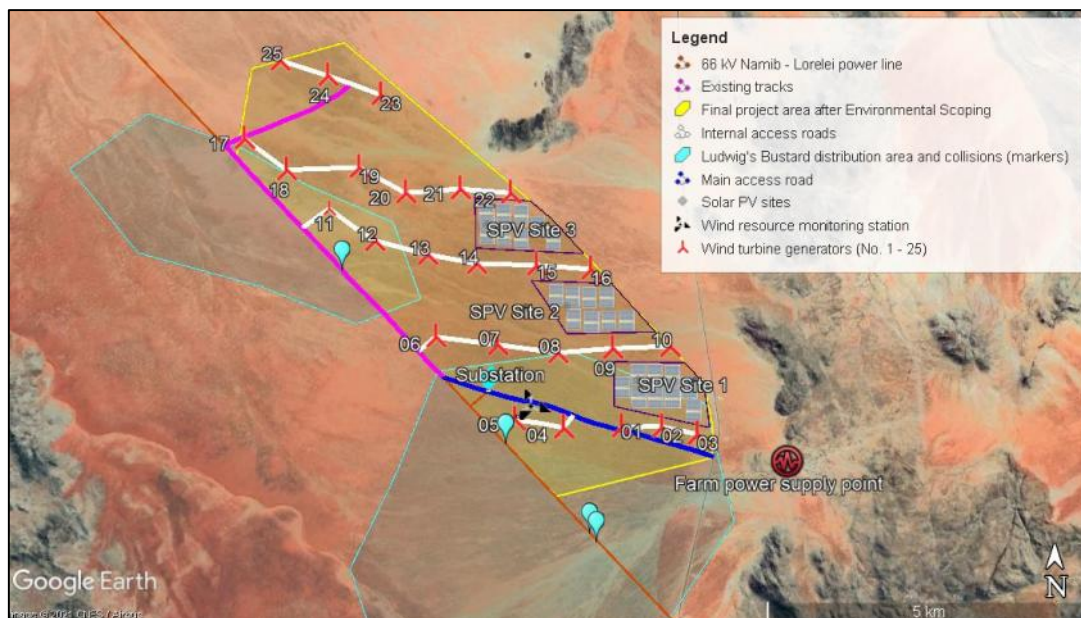 Legend
66 kV Namib - Lorelei power line
Existing tracks
Final project area after Environmental Scoping
Internal access roads
Ludwig's Bustard distribution area and collisions (markers)
Main access road
Solar PV sites
Wind resource monitoring station
Wind turbine generators (No. 1 - 25)
25
24
23
17
18
19
20
21
22
SPV Site 3
11
12
13
14
15
16
SPV Site 2
06
07
08
09
10
Substation
SPV Site 1
05
04
01
02
03
Farm power supply point
Google Earth
N
5 km